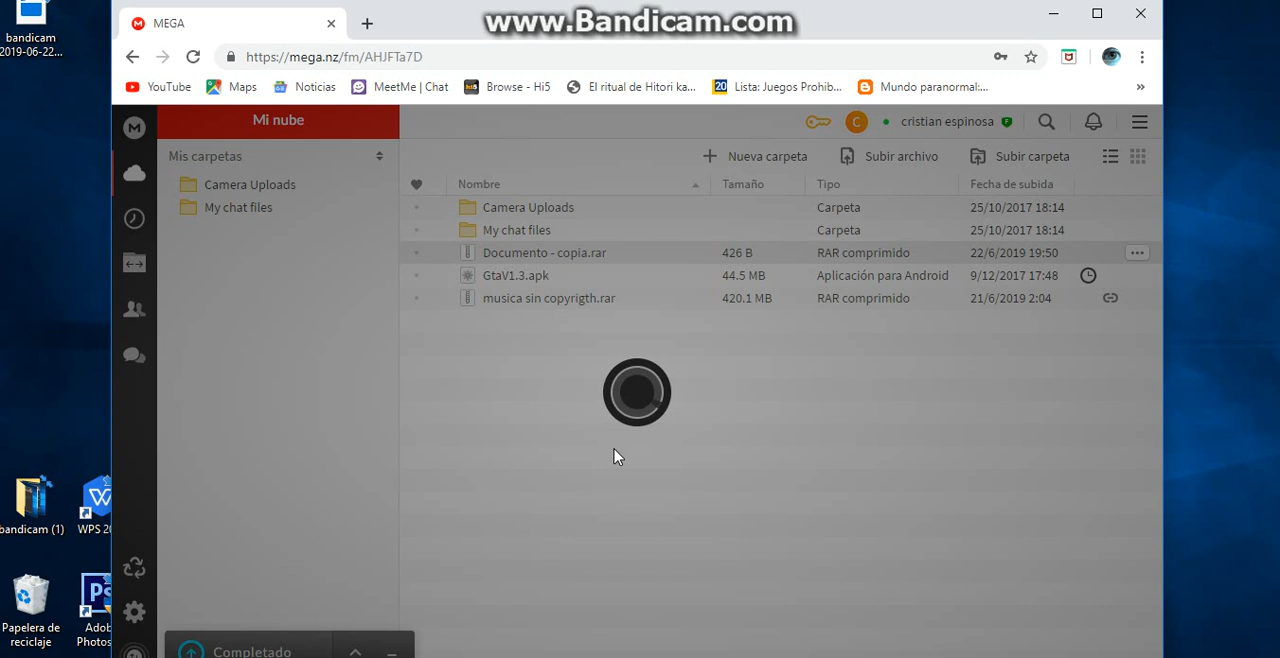 bandicam
2019-06-22...
www.Bandicam.com
MEGA
https://mega.nz/fm/AHJFTa7D
YouTube
Maps
Noticias
MeetMe | Chat
Browse - Hi5
El ritual de Hitori ka...
Lista: Juegos Prohib...
Mundo paranormal:...
Mi nube
cristian espinosa
Mis carpetas
Nueva carpeta
Subir archivo
Subir carpeta
Camera Uploads
My chat files
Nombre
Tamaño
Tipo
Fecha de subida
Camera Uploads Carpeta 25/10/2017 18:14
My chat files Carpeta 25/10/2017 18:14
Documento - copia.rar 426 B RAR comprimido 22/6/2019 19:50
GtaV1.3.apk 44.5 MB Aplicación para Android 9/12/2017 17:48
musica sin copyrigth.rar 420.1 MB RAR comprimido 21/6/2019 2:04
bandicam (1)
WPS 20
Papelera de
reciclaje
Adob
Photos
Completado